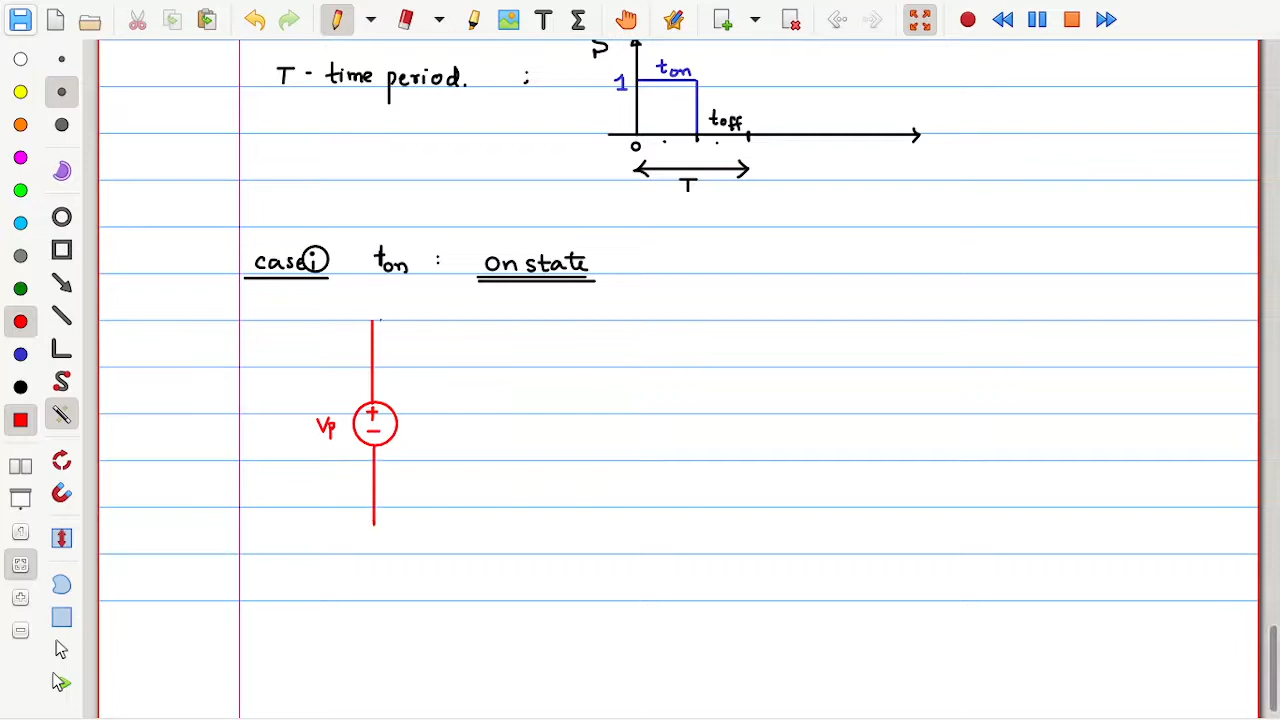 T - time period. :
1
ton
toff
0
T
case i ton : on state
+
Vp
-